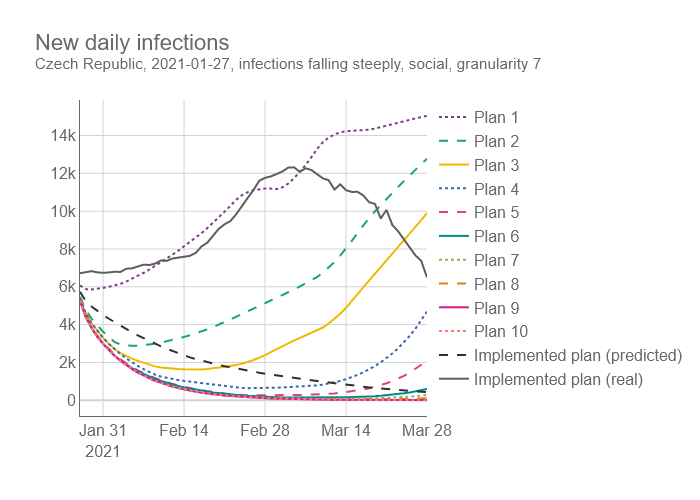 New daily infections
Czech Republic, 2021-01-27, infections falling steeply, social, granularity 7
14k
12k
10k
8k
6k
4k
2k
0
Jan 31
2021
Feb 14
Feb 28
Mar 14
Mar 28
Plan 1
Plan 2
Plan 3
Plan 4
Plan 5
Plan 6
Plan 7
Plan 8
Plan 9
Plan 10
Implemented plan (predicted)
Implemented plan (real)